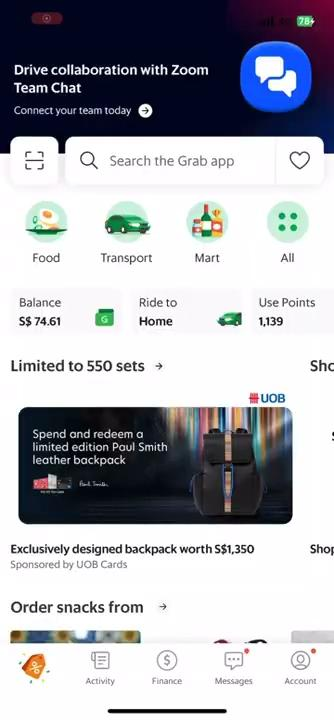 78
Drive collaboration with Zoom
Team Chat
Connect your team today
Search the Grab app
Food Transport Mart All
Balance
S$ 74.61
Ride to
Home
Use Points
1,139
Limited to 550 sets
Sho
UOB
Spend and redeem a
limited edition Paul Smith
leather backpack
Paul Smith
Exclusively designed backpack worth S$1,350
Shop
Sponsored by UOB Cards
Order snacks from
Activity Finance Messages Account